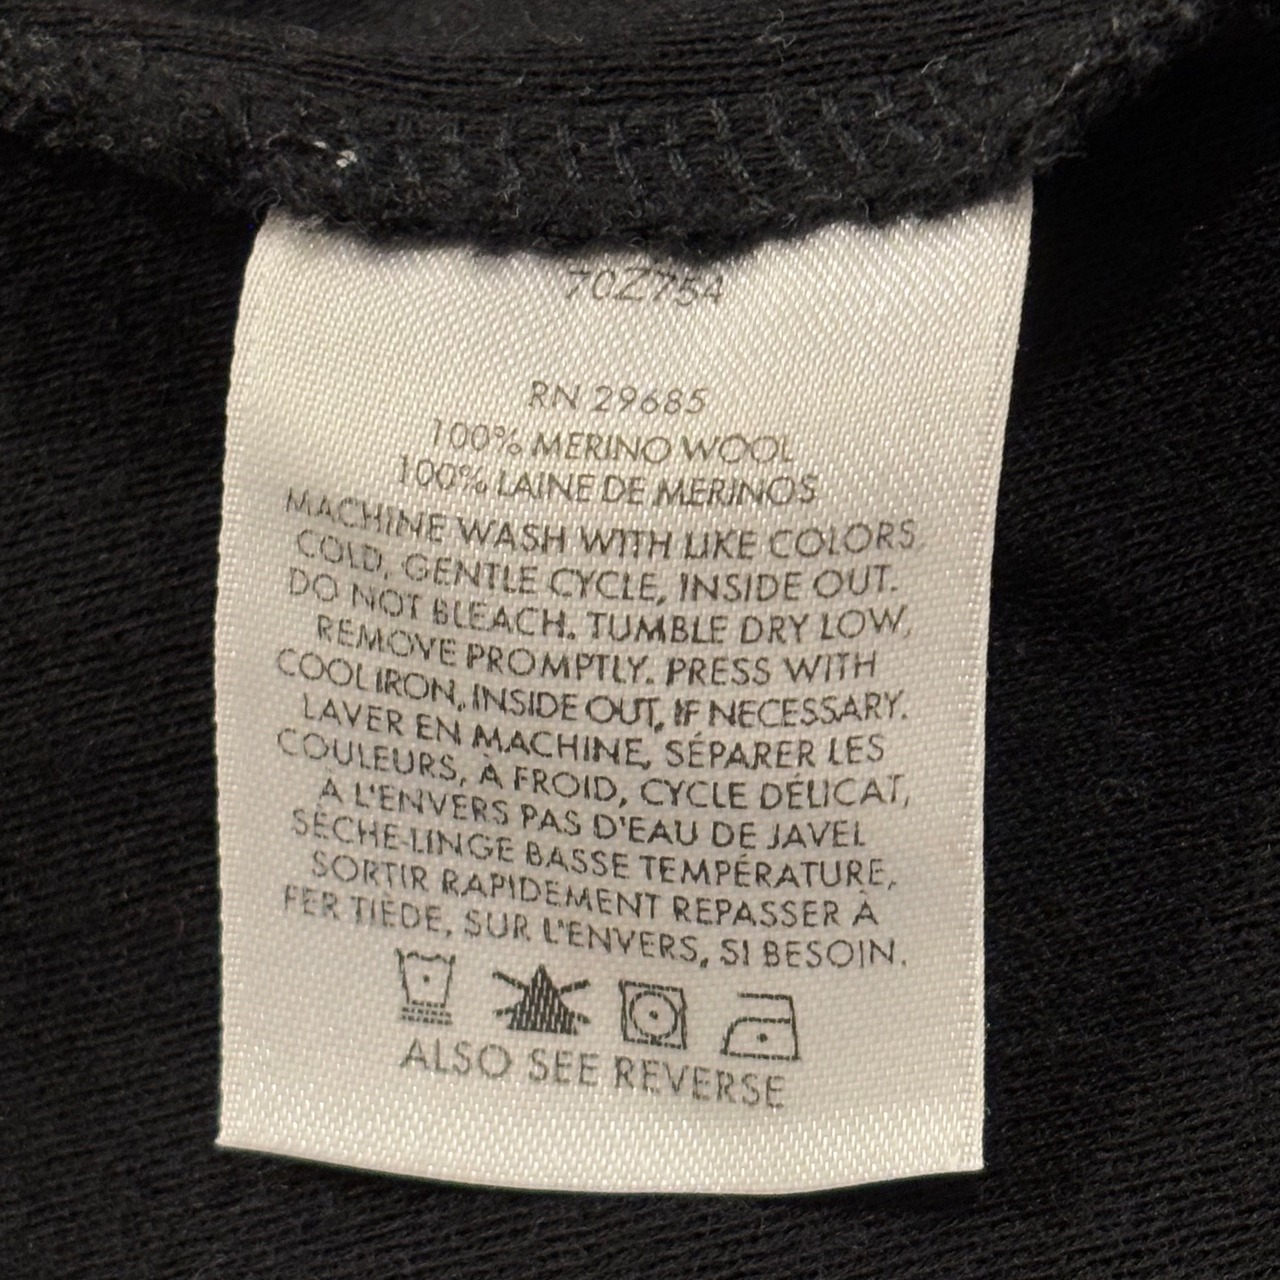 70Z754
RN 29685
100% MERINO WOOL
100% LAINE DE MERINOS
MACHINE WASH WITH LIKE COLORS,
COLD, GENTLE CYCLE, INSIDE OUT.
DO NOT BLEACH. TUMBLE DRY LOW,
REMOVE PROMPTLY. PRESS WITH
COOL IRON, INSIDE OUT, IF NECESSARY.
LAVER EN MACHINE, SÉPARER LES
COULEURS, À FROID, CYCLE DÉLICAT,
À L'ENVERS PAS D'EAU DE JAVEL
SÈCHE-LINGE BASSE TEMPÉRATURE,
SORTIR RAPIDEMENT REPASSER À
FER TIÈDE, SUR L'ENVERS, SI BESOIN.
ALSO SEE REVERSE